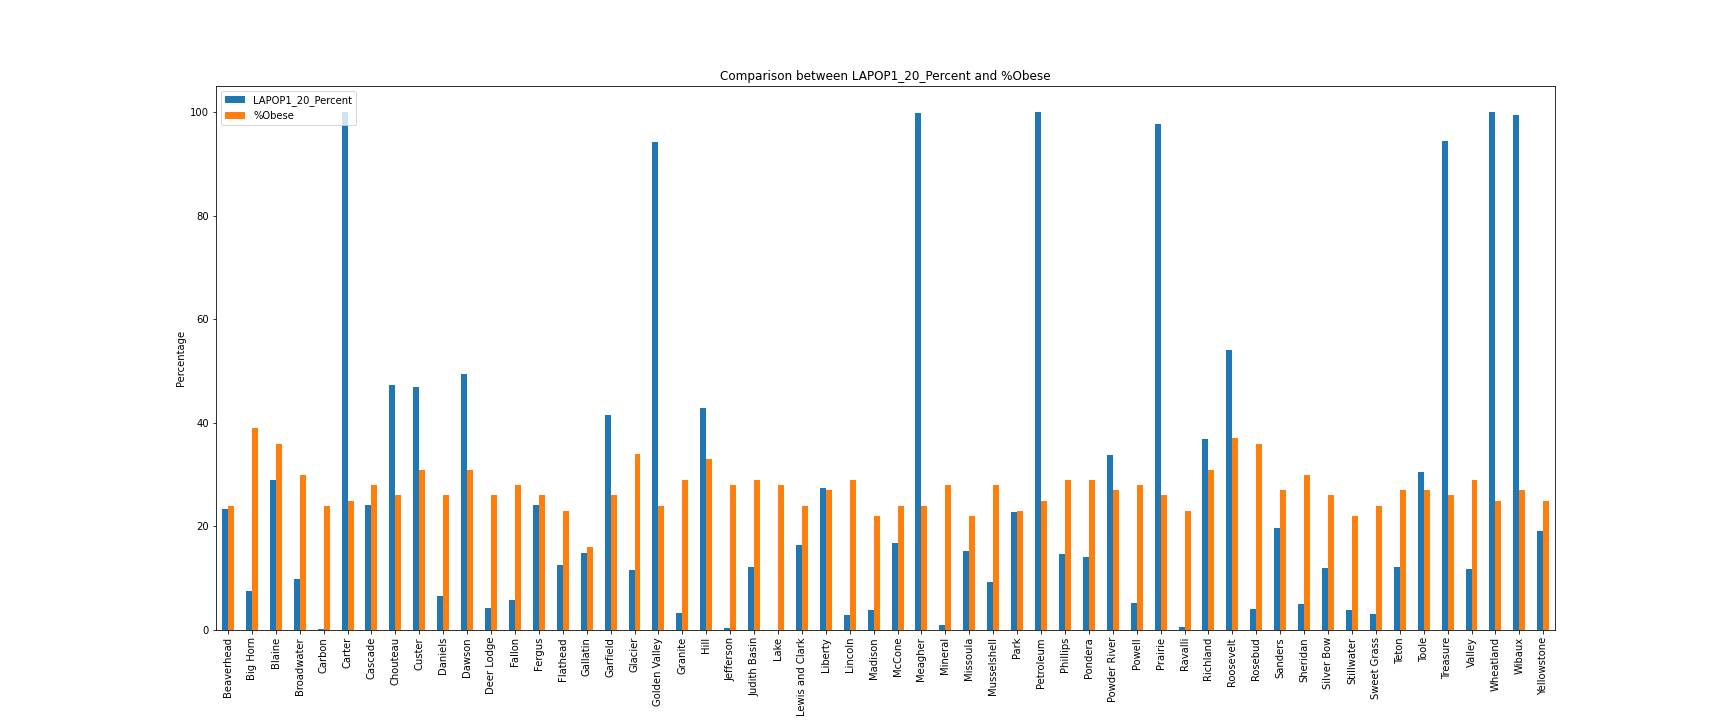 Comparison between LAPOP1_20_Percent and %Obese
LAPOP1_20_Percent
%Obese
100
80
60
40
20
0
Percentage
Beaverhead
Big Horn
Blaine
Broadwater
Carbon
Carter
Cascade
Chouteau
Custer
Daniels
Dawson
Deer Lodge
Fallon
Fergus
Flathead
Gallatin
Garfield
Glacier
Golden Valley
Granite
Hill
Jefferson
Judith Basin
Lake
Lewis and Clark
Liberty
Lincoln
Madison
McCone
Meagher
Mineral
Missoula
Musselshell
Park
Petroleum
Phillips
Pondera
Powder River
Powell
Prairie
Ravalli
Richland
Roosevelt
Rosebud
Sanders
Sheridan
Silver Bow
Stillwater
Sweet Grass
Teton
Toole
Treasure
Valley
Wheatland
Wibaux
Yellowstone